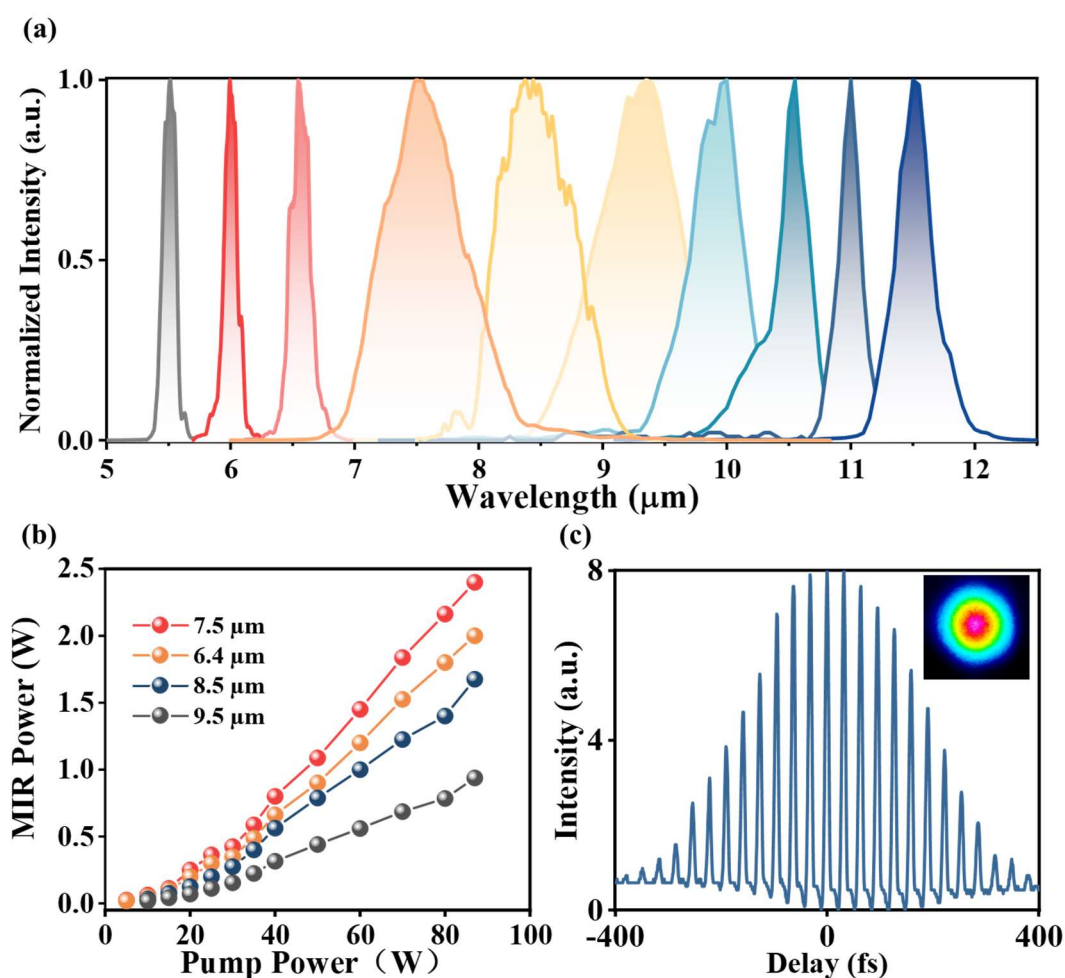 (a)
Normalized Intensity (a.u.)
1.0
0.5
0.0
5 6 7 8 9 10 11 12
Wavelength (μm)
(b)
MIR Power (W)
2.5
2.0
1.5
1.0
0.5
0.0
7.5 μm
6.4 μm
8.5 μm
9.5 μm
0 20 40 60 80 100
Pump Power（W）
(c)
Intensity (a.u.)
8
4
0
-400 0 400
Delay (fs)